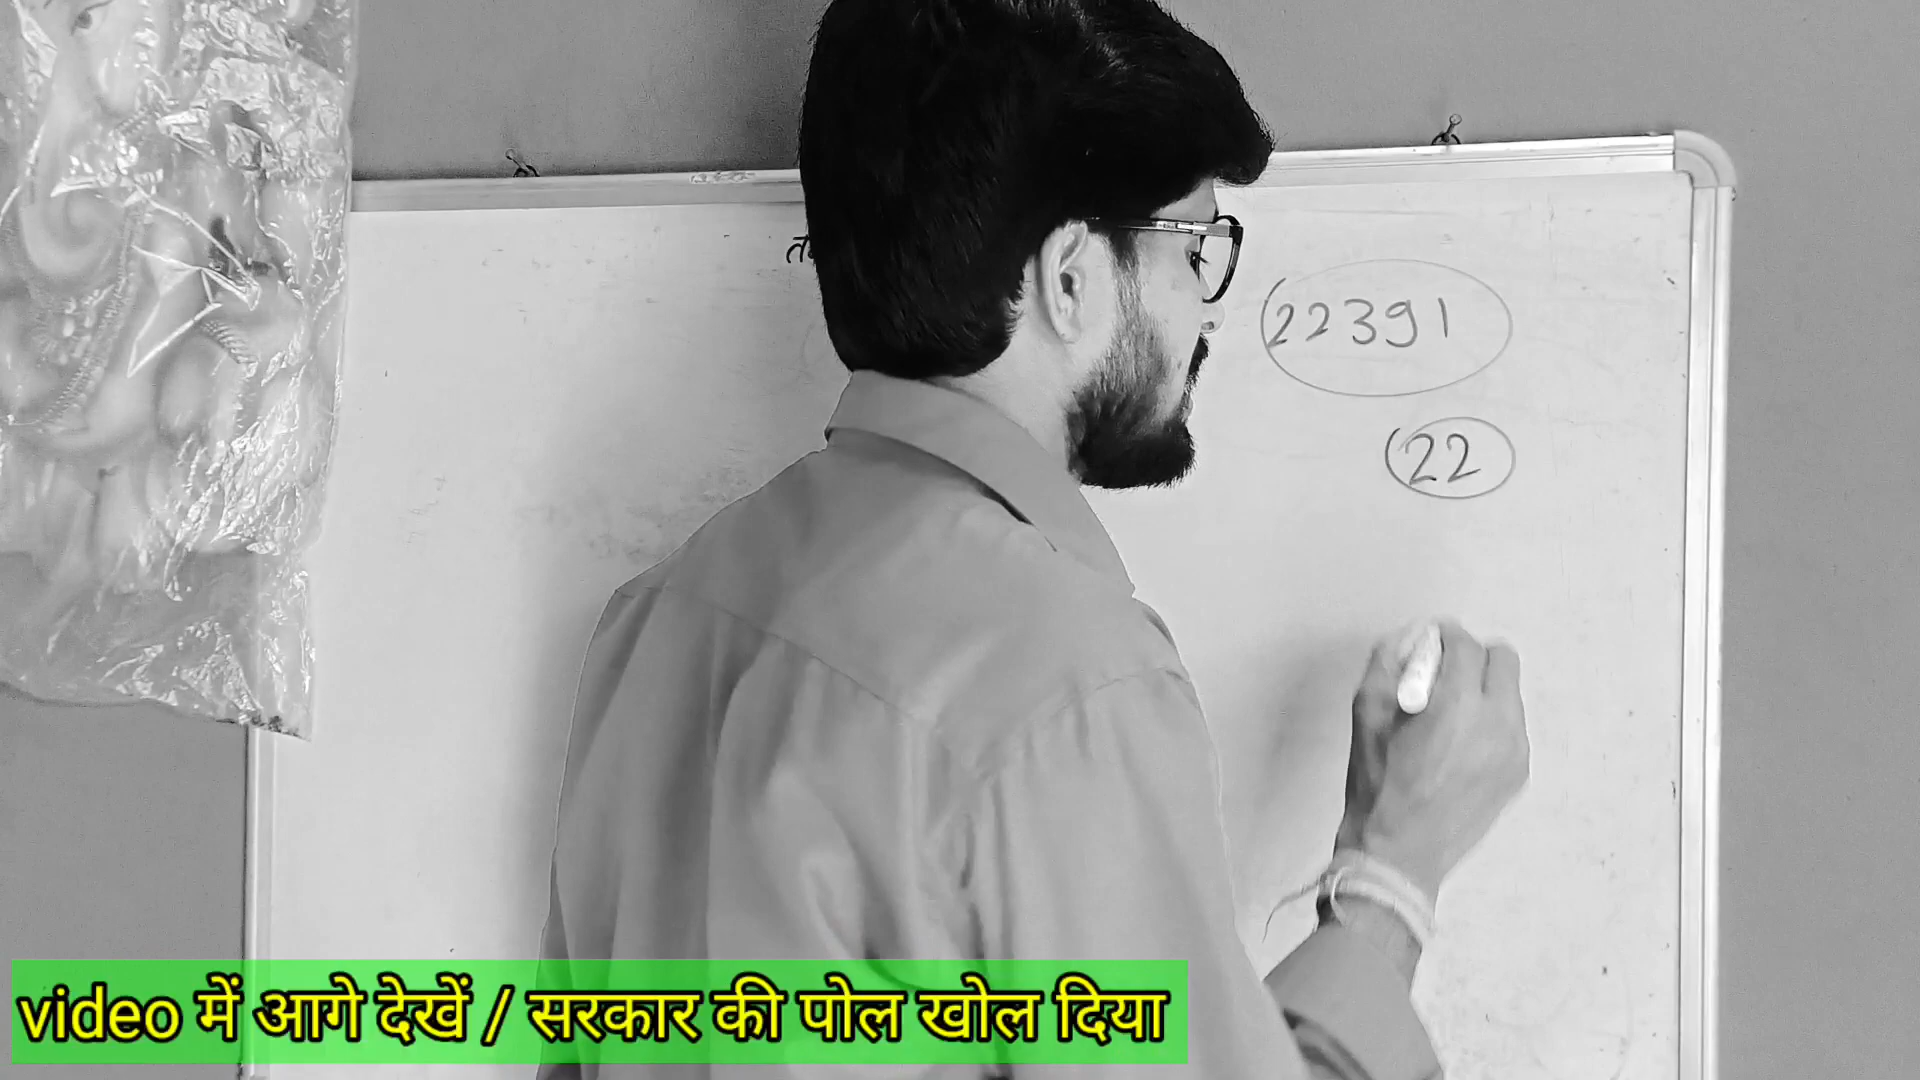 22391
22
video में आगे देखें / सरकार की पोल खोल दिया